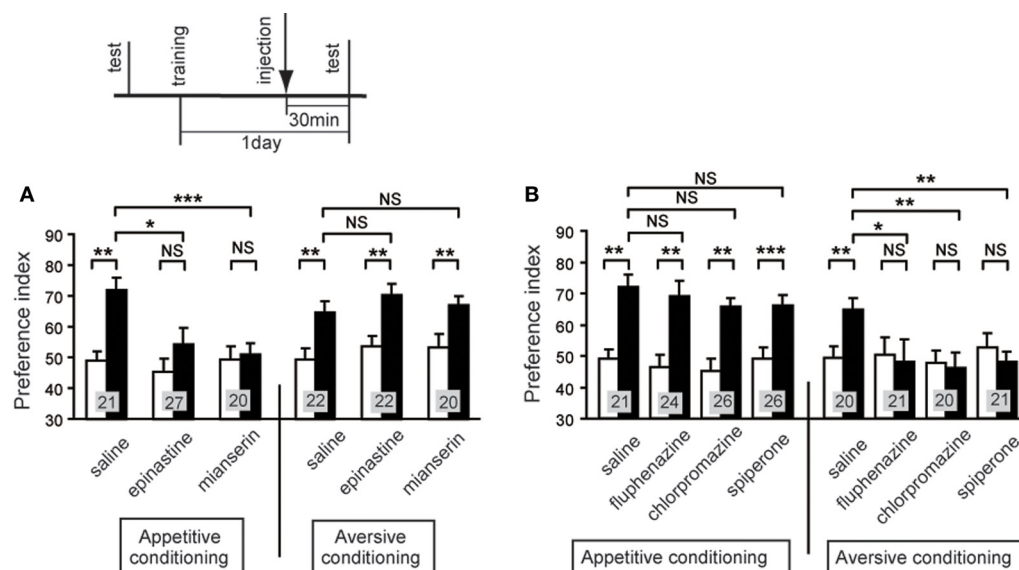 test
training
injection
test
30min
1day
A
Preference index
90
80
70
60
50
40
30
***
*
NS
NS
**
NS
NS
**
**
**
21
27
20
22
22
20
saline
epinastine
mianserin
saline
epinastine
mianserin
Appetitive
conditioning
Aversive
conditioning
B
Preference index
90
80
70
60
50
40
30
NS
NS
NS
**
**
*
**
**
**
***
**
NS
NS
NS
21
24
26
26
20
21
20
21
saline
fluphenazine
chlorpromazine
spiperone
saline
fluphenazine
chlorpromazine
spiperone
Appetitive conditioning
Aversive conditioning